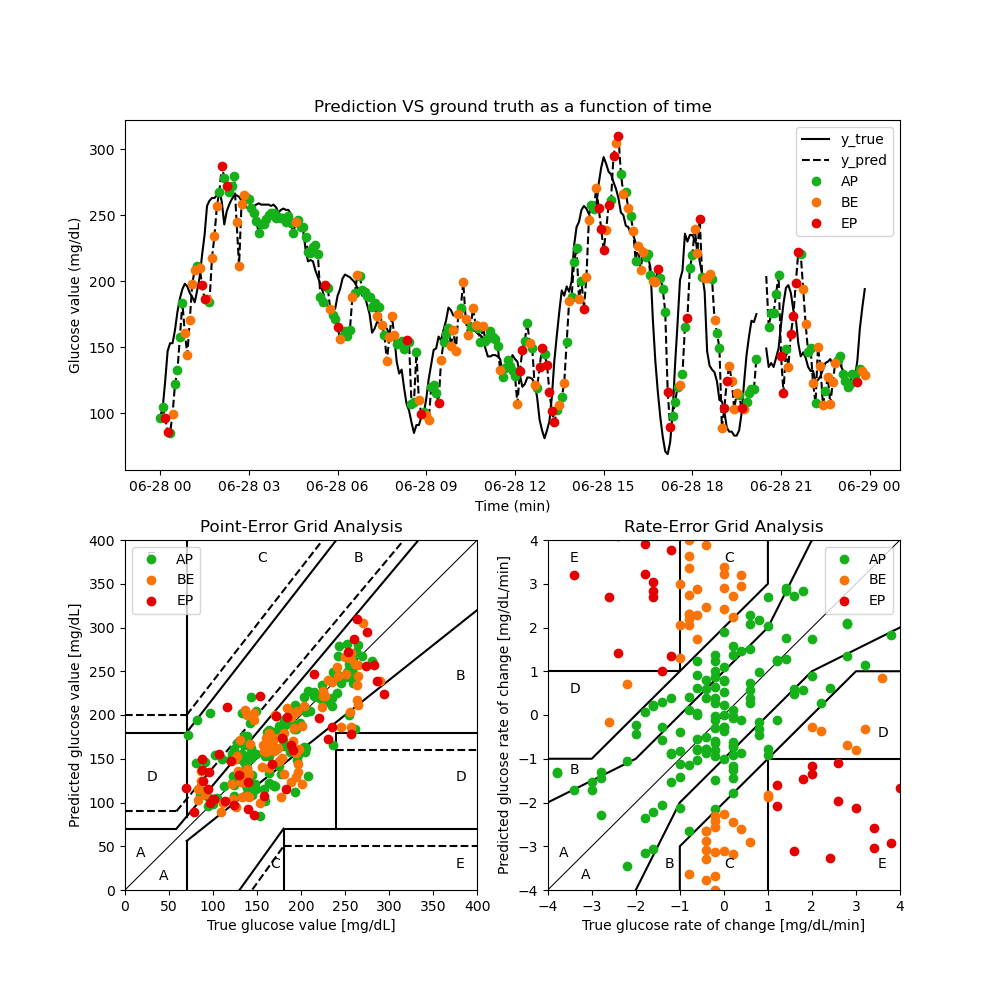 Prediction VS ground truth as a function of time
Glucose value (mg/dL)
300
250
200
150
100
y_true
y_pred
AP
BE
EP
06-28 00 06-28 03 06-28 06 06-28 09 06-28 12 06-28 15 06-28 18 06-28 21 06-29 00
Time (min)
Point-Error Grid Analysis
Predicted glucose value [mg/dL]
400
350
300
250
200
150
100
50
0
AP
BE
EP
C
B
B
D
D
A
A
C
E
0 50 100 150 200 250 300 350 400
True glucose value [mg/dL]
Rate-Error Grid Analysis
Predicted glucose rate of change [mg/dL/min]
4
3
2
1
0
−1
−2
−3
−4
AP
BE
EP
E
C
D
D
B
A
A
B
C
E
−4 −3 −2 −1 0 1 2 3 4
True glucose rate of change [mg/dL/min]